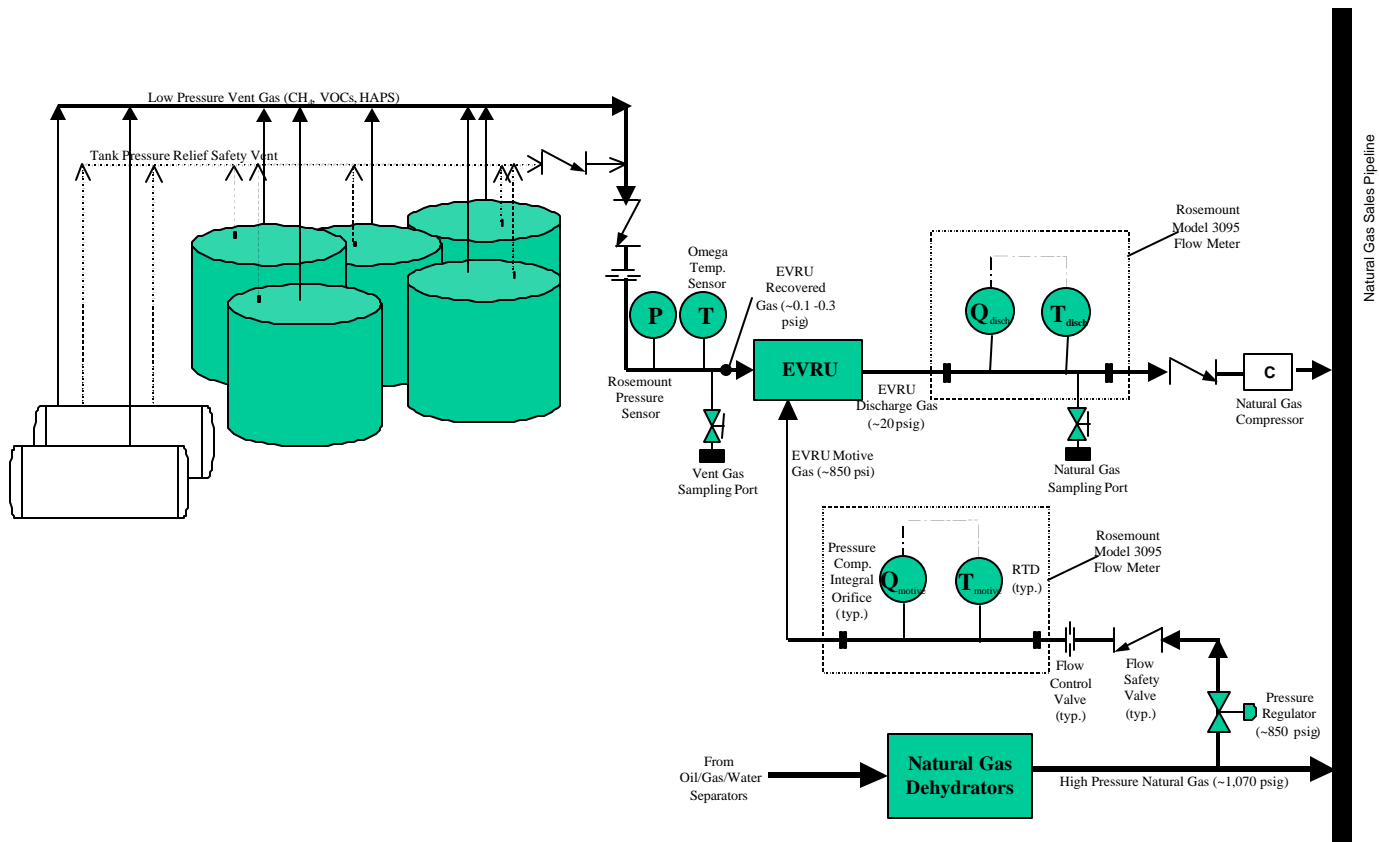 Low Pressure Vent Gas (CH4, VOCs, HAPS)
Tank Pressure Relief Safety Vent
Natural Gas Sales Pipeline
Rosemount
Model 3095
Flow Meter
Omega
Temp.
Sensor
EVRU
Recovered
Gas (~0.1 -0.3
psig)
P
T
Q disch
T disch
EVRU
C
Rosemount
Pressure
Sensor
EVRU
Discharge Gas
(~20 psig)
Natural Gas
Compressor
EVRU Motive
Gas (~850 psi)
Vent Gas
Sampling Port
Natural Gas
Sampling Port
Pressure
Comp.
Integral
Orifice
(typ.)
Q motive
T motive
RTD
(typ.)
Rosemount
Model 3095
Flow Meter
Flow
Control
Valve
(typ.)
Flow
Safety
Valve
(typ.)
Pressure
Regulator
(~850 psig)
From
Oil/Gas/Water
Separators
Natural Gas
Dehydrators
High Pressure Natural Gas (~1,070 psig)